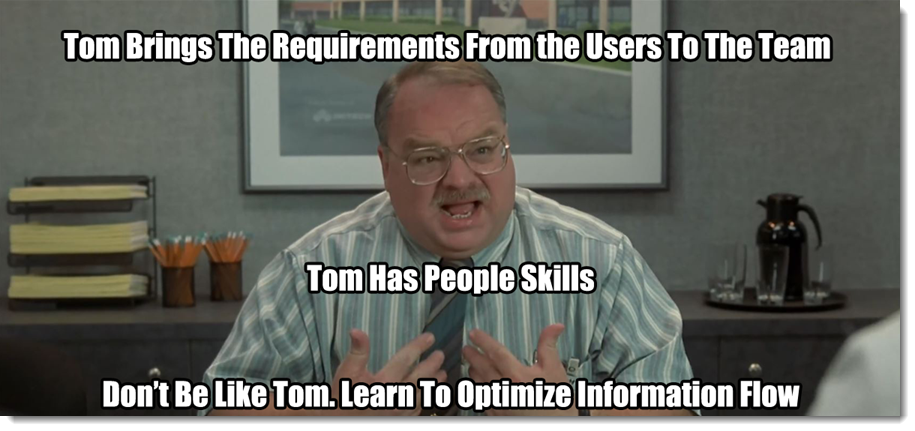 Tom Brings The Requirements From the Users To The Team
Tom Has People Skills
Don't Be Like Tom. Learn To Optimize Information Flow